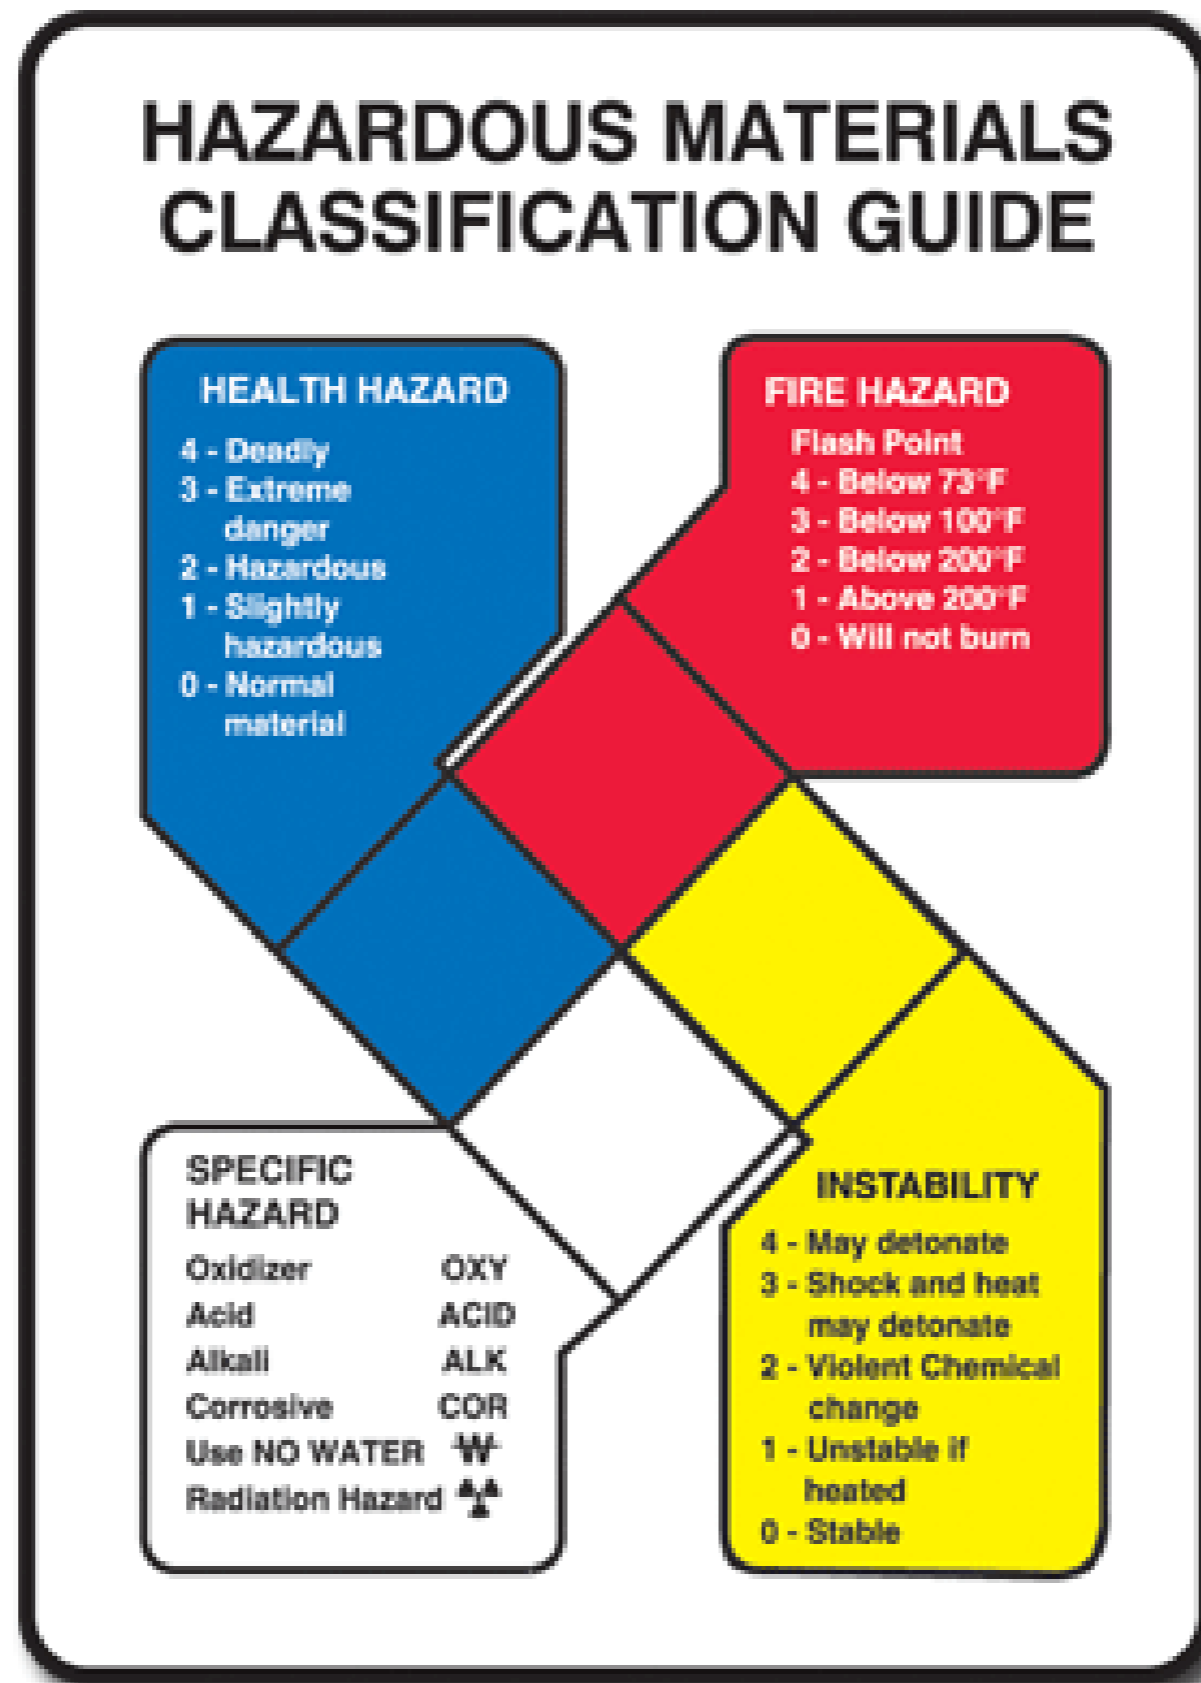 HAZARDOUS MATERIALS
CLASSIFICATION GUIDE
HEALTH HAZARD
4 - Deadly
3 - Extreme
danger
2 - Hazardous
1 - Slightly
hazardous
0 - Normal
material
FIRE HAZARD
Flash Point
4 - Below 73°F
3 - Below 100°F
2 - Below 200°F
1 - Above 200°F
0 - Will not burn
SPECIFIC
HAZARD
Oxidizer OXY
Acid ACID
Alkali ALK
Corrosive COR
Use NO WATER W
Radiation Hazard
INSTABILITY
4 - May detonate
3 - Shock and heat
may detonate
2 - Violent Chemical
change
1 - Unstable if
heated
0 - Stable